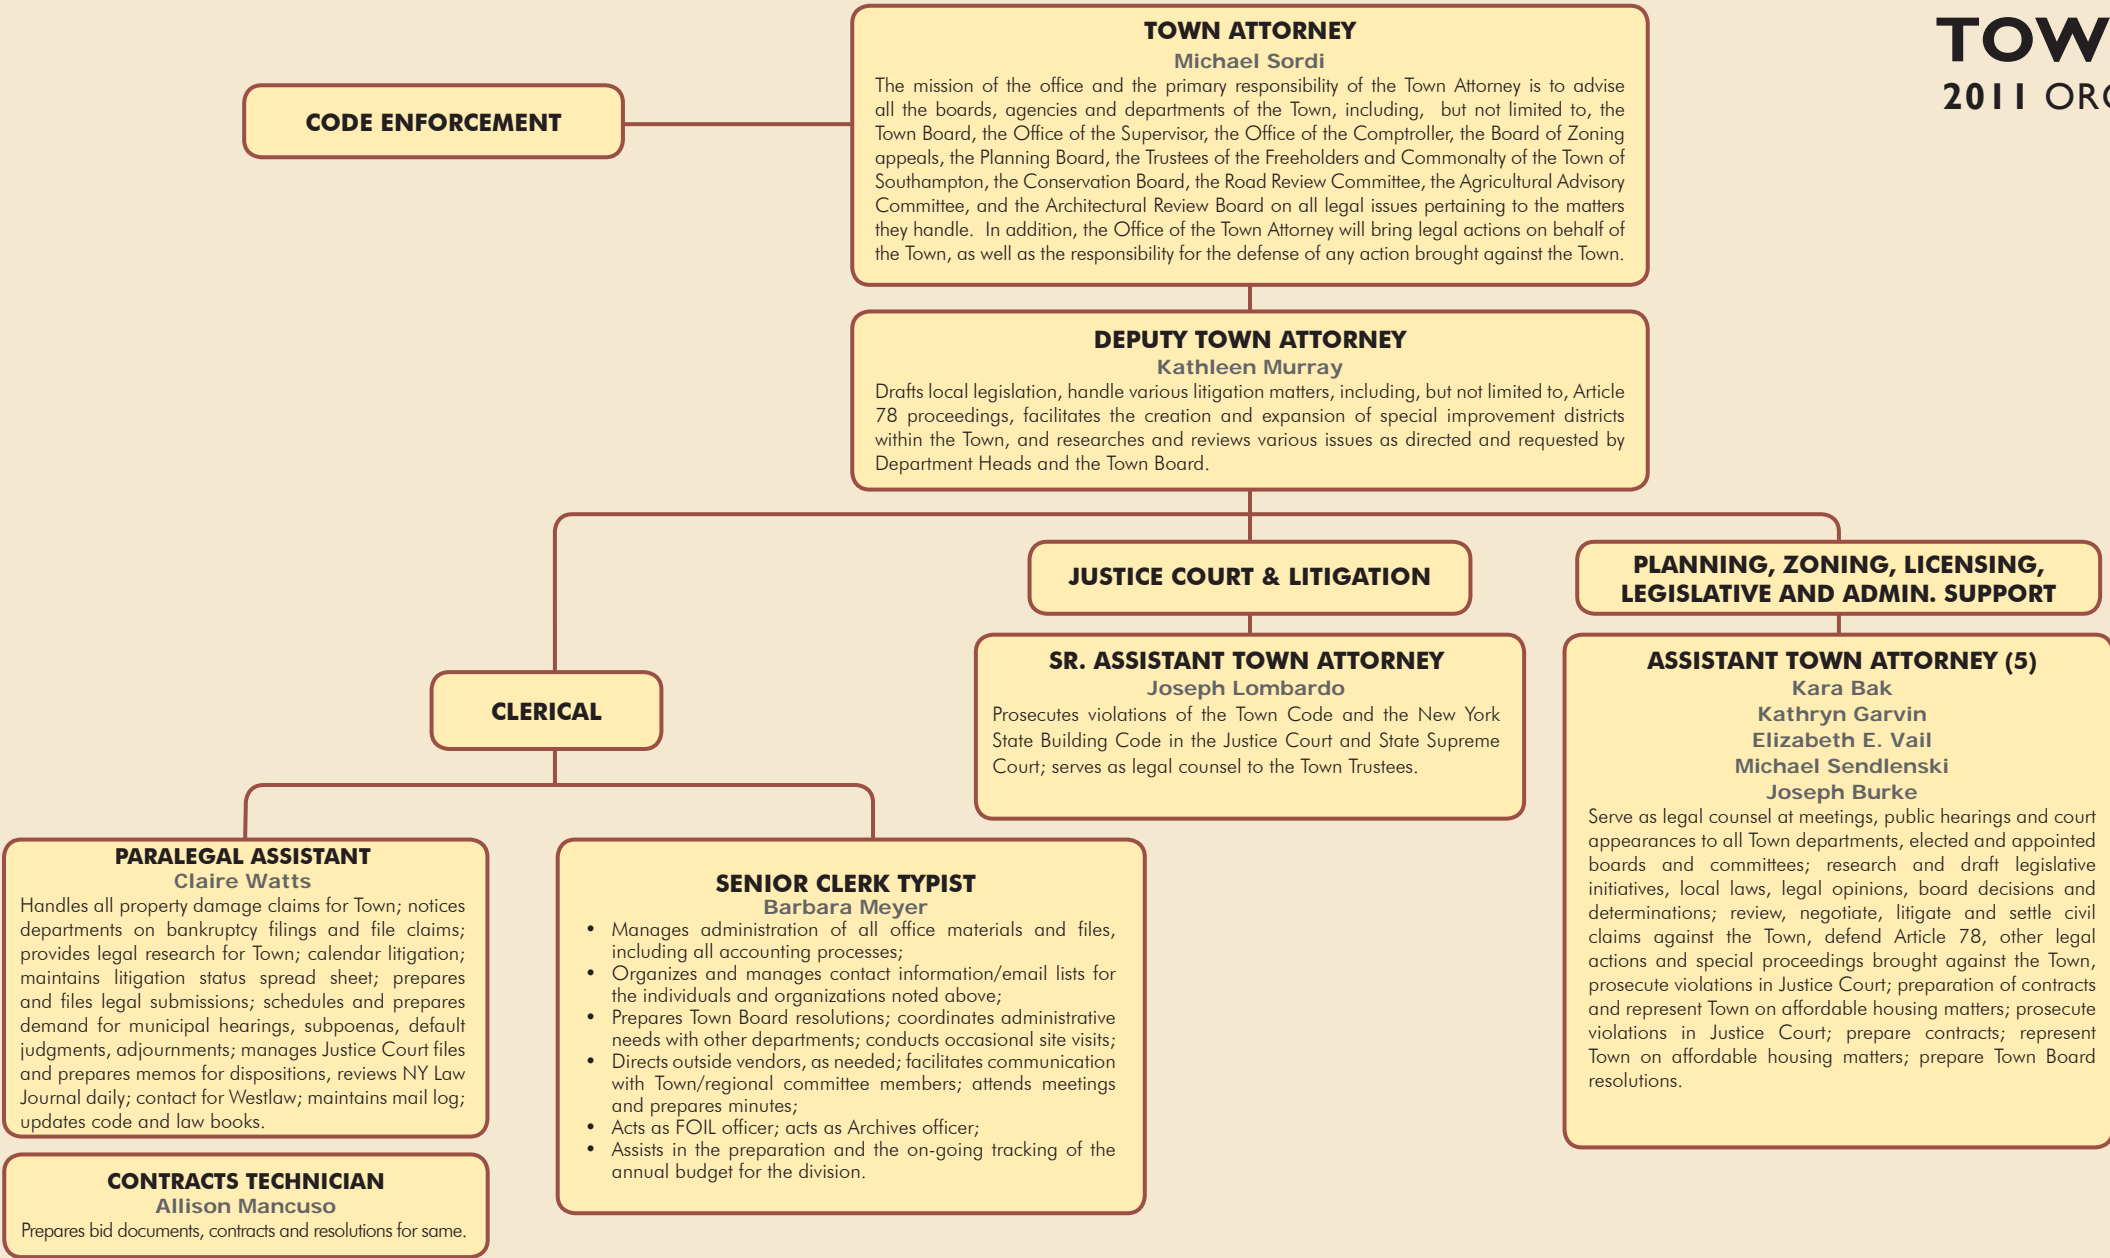 TOW
2011 ORG
TOWN ATTORNEY
Michael Sordi
The mission of the office and the primary responsibility of the Town Attorney is to advise
all the boards, agencies and departments of the Town, including, but not limited to, the
Town Board, the Office of the Supervisor, the Office of the Comptroller, the Board of Zoning
appeals, the Planning Board, the Trustees of the Freeholders and Commonalty of the Town of
Southampton, the Conservation Board, the Road Review Committee, the Agricultural Advisory
Committee, and the Architectural Review Board on all legal issues pertaining to the matters
they handle. In addition, the Office of the Town Attorney will bring legal actions on behalf of
the Town, as well as the responsibility for the defense of any action brought against the Town.
CODE ENFORCEMENT
DEPUTY TOWN ATTORNEY
Kathleen Murray
Drafts local legislation, handle various litigation matters, including, but not limited to, Article
78 proceedings, facilitates the creation and expansion of special improvement districts
within the Town, and researches and reviews various issues as directed and requested by
Department Heads and the Town Board.
JUSTICE COURT & LITIGATION
SR. ASSISTANT TOWN ATTORNEY
Joseph Lombardo
Prosecutes violations of the Town Code and the New York
State Building Code in the Justice Court and State Supreme
Court; serves as legal counsel to the Town Trustees.
PLANNING, ZONING, LICENSING,
LEGISLATIVE AND ADMIN. SUPPORT
ASSISTANT TOWN ATTORNEY (5)
Kara Bak
Kathryn Garvin
Elizabeth E. Vail
Michael Sendlenski
Joseph Burke
Serve as legal counsel at meetings, public hearings and court
appearances to all Town departments, elected and appointed
boards and committees; research and draft legislative
initiatives, local laws, legal opinions, board decisions and
determinations; review, negotiate, litigate and settle civil
claims against the Town, defend Article 78, other legal
actions and special proceedings brought against the Town,
prosecute violations in Justice Court; preparation of contracts
and represent Town on affordable housing matters; prosecute
violations in Justice Court; prepare contracts; represent
Town on affordable housing matters; prepare Town Board
resolutions.
CLERICAL
PARALEGAL ASSISTANT
Claire Watts
Handles all property damage claims for Town; notices
departments on bankruptcy filings and file claims;
provides legal research for Town; calendar litigation;
maintains litigation status spread sheet; prepares
and files legal submissions; schedules and prepares
demand for municipal hearings, subpoenas, default
judgments, adjournments; manages Justice Court files
and prepares memos for dispositions, reviews NY Law
Journal daily; contact for Westlaw; maintains mail log;
updates code and law books.
CONTRACTS TECHNICIAN
Allison Mancuso
Prepares bid documents, contracts and resolutions for same.
SENIOR CLERK TYPIST
Barbara Meyer
• Manages administration of all office materials and files,
including all accounting processes;
• Organizes and manages contact information/email lists for
the individuals and organizations noted above;
• Prepares Town Board resolutions; coordinates administrative
needs with other departments; conducts occasional site visits;
• Directs outside vendors, as needed; facilitates communication
with Town/regional committee members; attends meetings
and prepares minutes;
• Acts as FOIL officer; acts as Archives officer;
• Assists in the preparation and the on-going tracking of the
annual budget for the division.